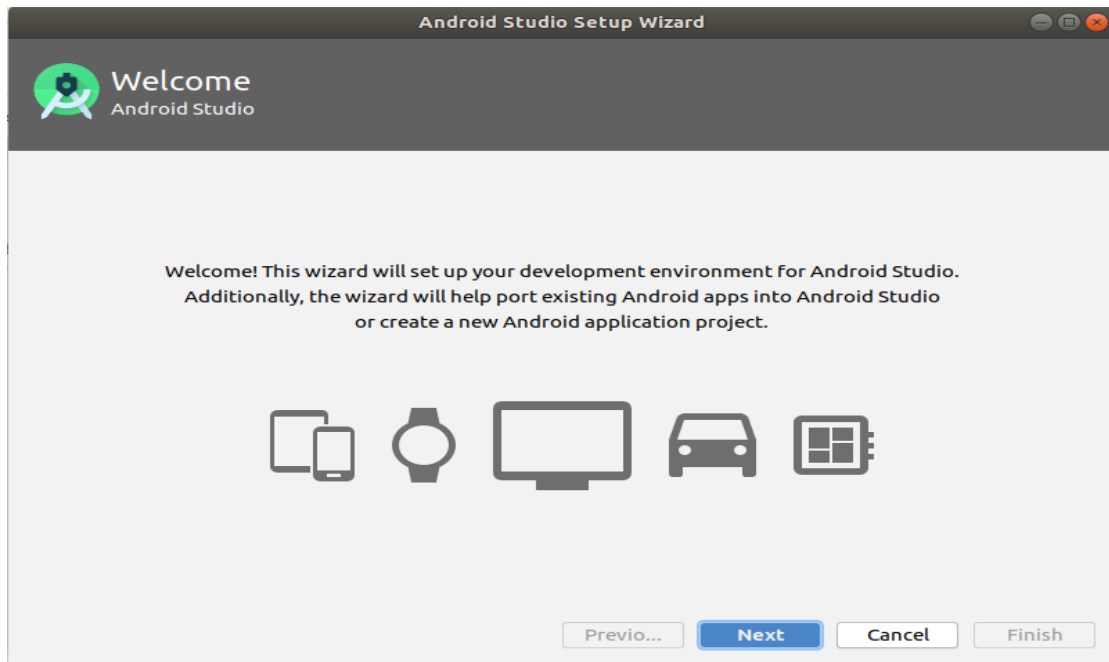 Android Studio Setup Wizard
Welcome
Android Studio
Welcome! This wizard will set up your development environment for Android Studio.
Additionally, the wizard will help port existing Android apps into Android Studio
or create a new Android application project.
Previo... Next Cancel Finish